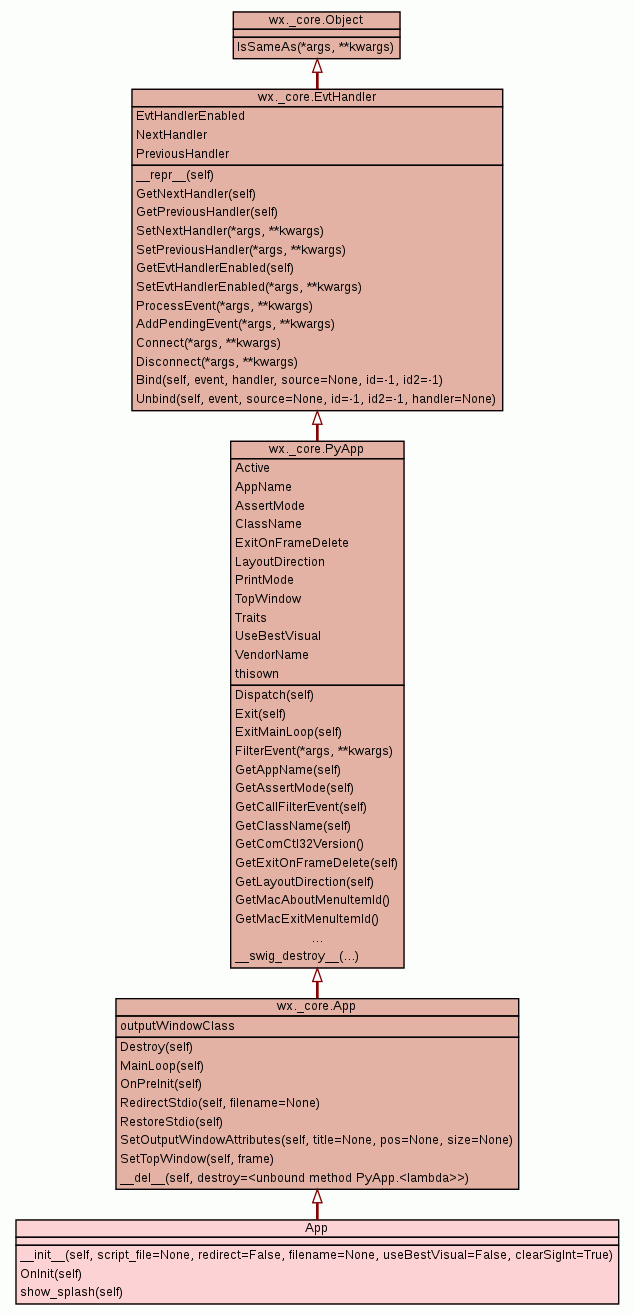 wx._core.Object
IsSameAs(*args, **kwargs)
wx._core.EvtHandler
EvtHandlerEnabled
NextHandler
PreviousHandler
__repr__(self)
GetNextHandler(self)
GetPreviousHandler(self)
SetNextHandler(*args, **kwargs)
SetPreviousHandler(*args, **kwargs)
GetEvtHandlerEnabled(self)
SetEvtHandlerEnabled(*args, **kwargs)
ProcessEvent(*args, **kwargs)
AddPendingEvent(*args, **kwargs)
Connect(*args, **kwargs)
Disconnect(*args, **kwargs)
Bind(self, event, handler, source=None, id=-1, id2=-1)
Unbind(self, event, source=None, id=-1, id2=-1, handler=None)
wx._core.PyApp
Active
AppName
AssertMode
ClassName
ExitOnFrameDelete
LayoutDirection
PrintMode
TopWindow
Traits
UseBestVisual
VendorName
thisown
Dispatch(self)
Exit(self)
ExitMainLoop(self)
FilterEvent(*args, **kwargs)
GetAppName(self)
GetAssertMode(self)
GetCallFilterEvent(self)
GetClassName(self)
GetComCtl32Version()
GetExitOnFrameDelete(self)
GetLayoutDirection(self)
GetMacAboutMenuItemId()
GetMacExitMenuItemId()
...
__swig_destroy__(...)
wx._core.App
outputWindowClass
Destroy(self)
MainLoop(self)
OnPreInit(self)
RedirectStdio(self, filename=None)
RestoreStdio(self)
SetOutputWindowAttributes(self, title=None, pos=None, size=None)
SetTopWindow(self, frame)
__del__(self, destroy=<unbound method PyApp.<lambda>>)
App
__init__(self, script_file=None, redirect=False, filename=None, useBestVisual=False, clearSigInt=True)
OnInit(self)
show_splash(self)